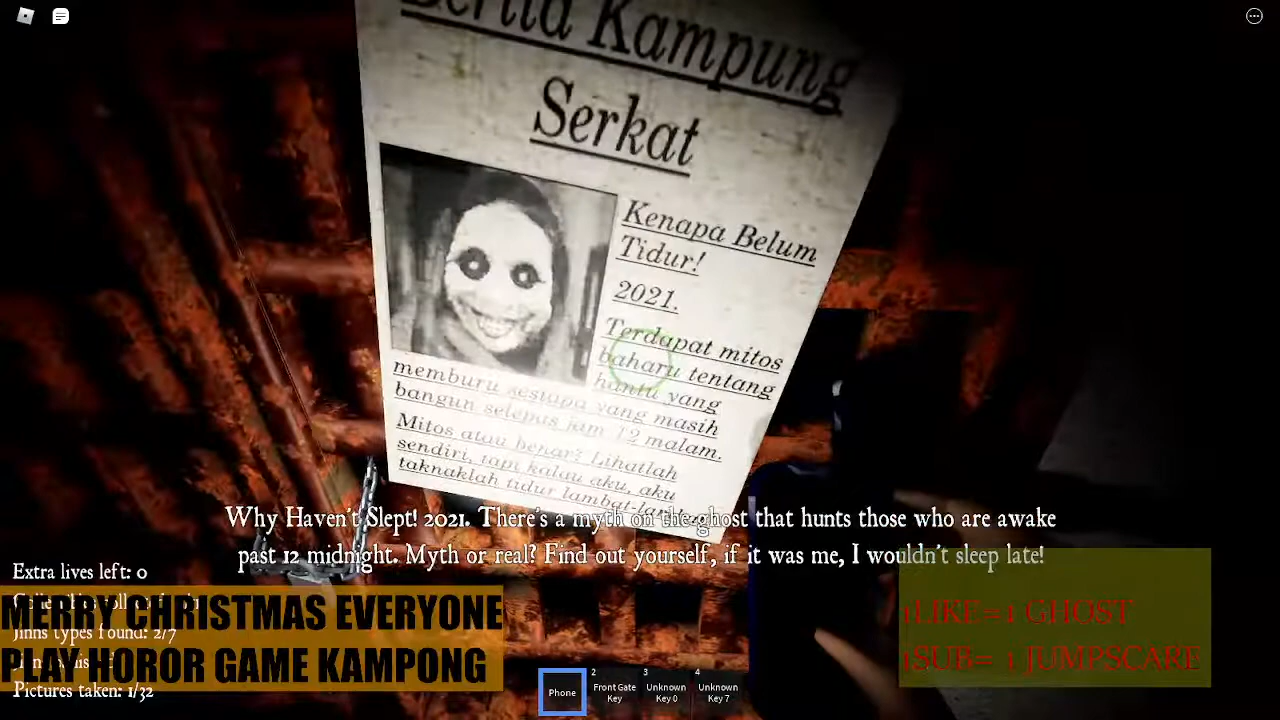 Berita Kampung
Serkat
Kenapa Belum
Tidur!
2021.
Terdapat mitos
baharu tentang
hantu yang
memburu sesiapa yang masih
bangun selepas jam 12 malam.
Mitos atau benar? Lihatlah
sendiri, tapi kalau aku, aku
taknaklah tidur lambat-
Why Haven't Slept! 2021. There's a myth on the ghost that hunts those who are awake
past 12 midnight. Myth or real? Find out yourself, if it was me, I wouldn't sleep late!
Extra lives left: 0
MERRY CHRISTMAS EVERYONE
Jinns types found: 2/7
PLAY HOROR GAME KAMPONG
Pictures taken: 1/32
1LIKE=1 GHOST
1SUB= 1 JUMPSCARE
Phone
2
Front Gate
Key
3
Unknown
Key 0
4
Unknown
Key 7